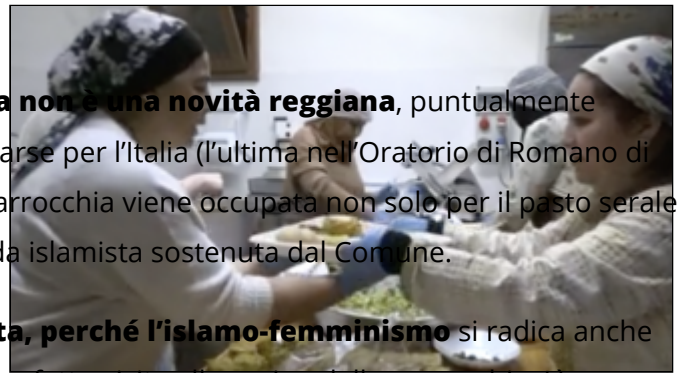 a non è una novità reggiana, puntualmente
arse per l’Italia (l’ultima nell’Oratorio di Romano di
arrocchia viene occupata non solo per il pasto serale
da islamista sostenuta dal Comune.
ta, perché l’islamo-femminismo si radica anche